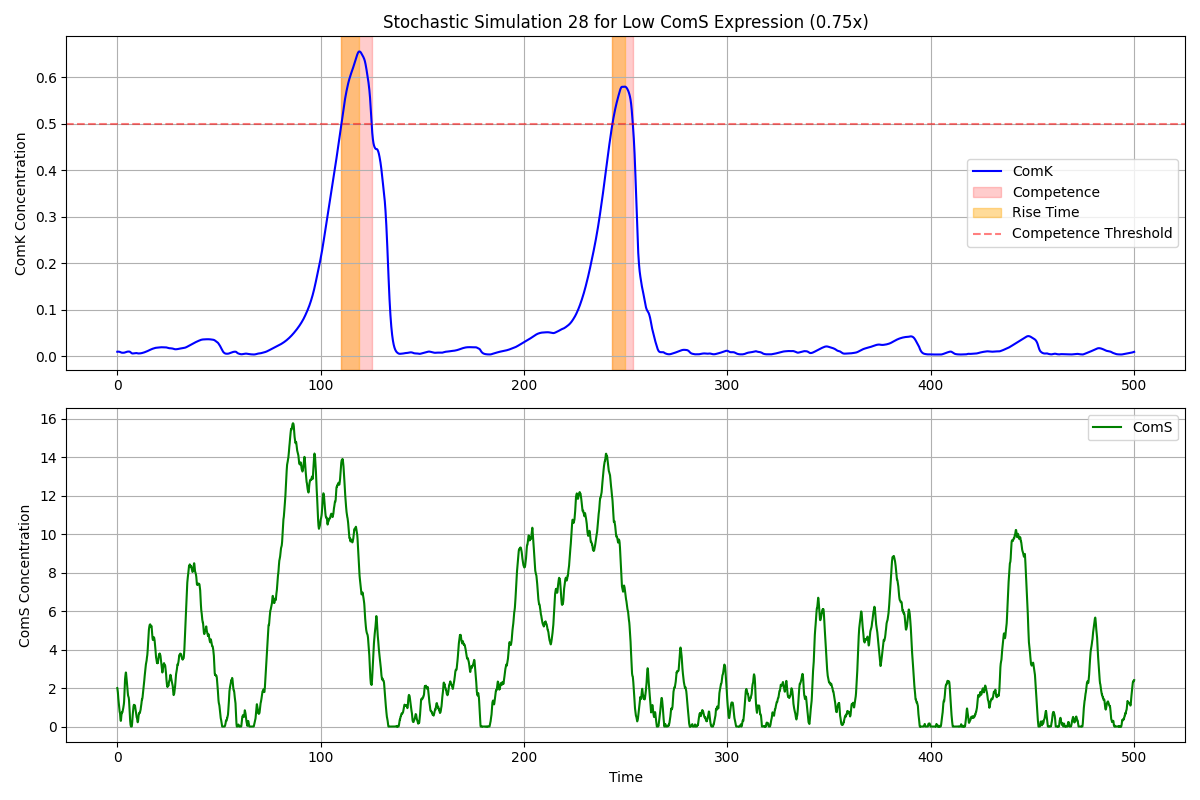 Stochastic Simulation 28 for Low ComS Expression (0.75x)
ComK Concentration
0.6
0.5
0.4
0.3
0.2
0.1
0.0
ComK
Competence
Rise Time
Competence Threshold
0 100 200 300 400 500
ComS Concentration
16
14
12
10
8
6
4
2
0
ComS
0 100 200 300 400 500
Time